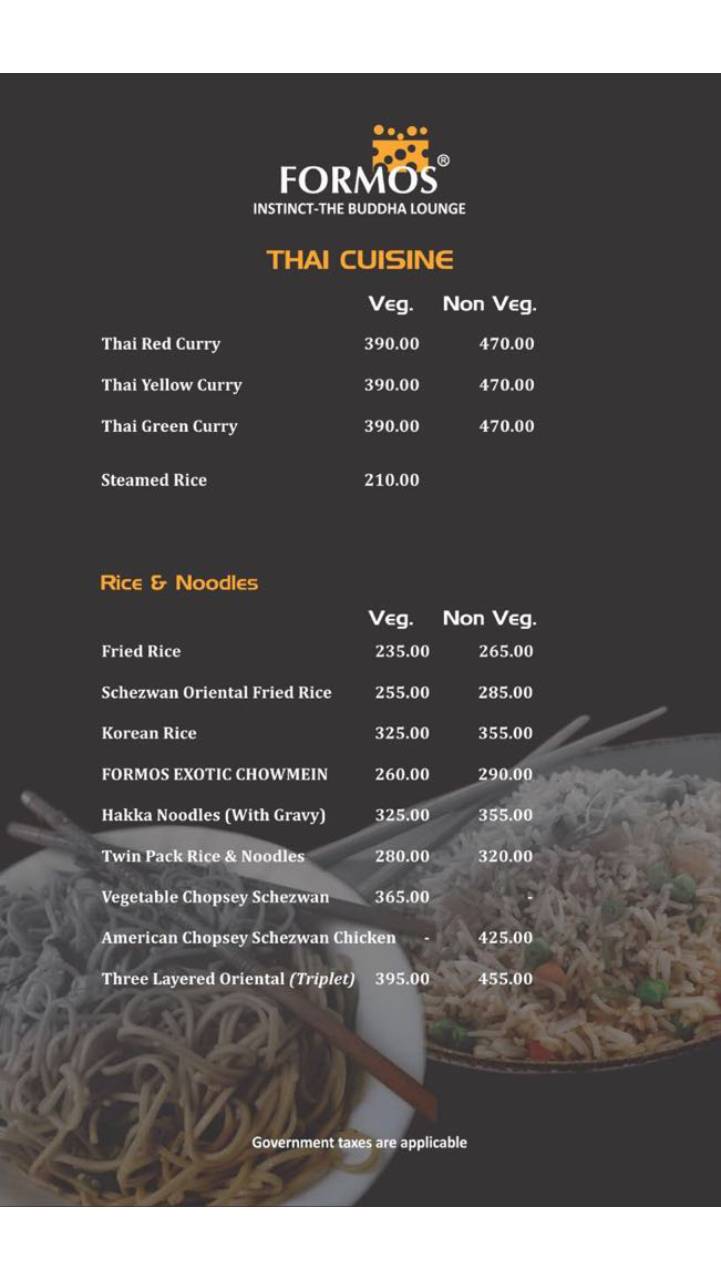 FORMOS®
INSTINCT-THE BUDDHA LOUNGE
THAI CUISINE
Veg. Non Veg.
Thai Red Curry 390.00 470.00
Thai Yellow Curry 390.00 470.00
Thai Green Curry 390.00 470.00
Steamed Rice 210.00
Rice & Noodles
Veg. Non Veg.
Fried Rice 235.00 265.00
Schezwan Oriental Fried Rice 255.00 285.00
Korean Rice 325.00 355.00
FORMOS EXOTIC CHOWMEIN 260.00 290.00
Hakka Noodles (With Gravy) 325.00 355.00
Twin Pack Rice & Noodles 280.00 320.00
Vegetable Chopsey Schezwan 365.00 -
American Chopsey Schezwan Chicken - 425.00
Three Layered Oriental (Triplet) 395.00 455.00
Government taxes are applicable